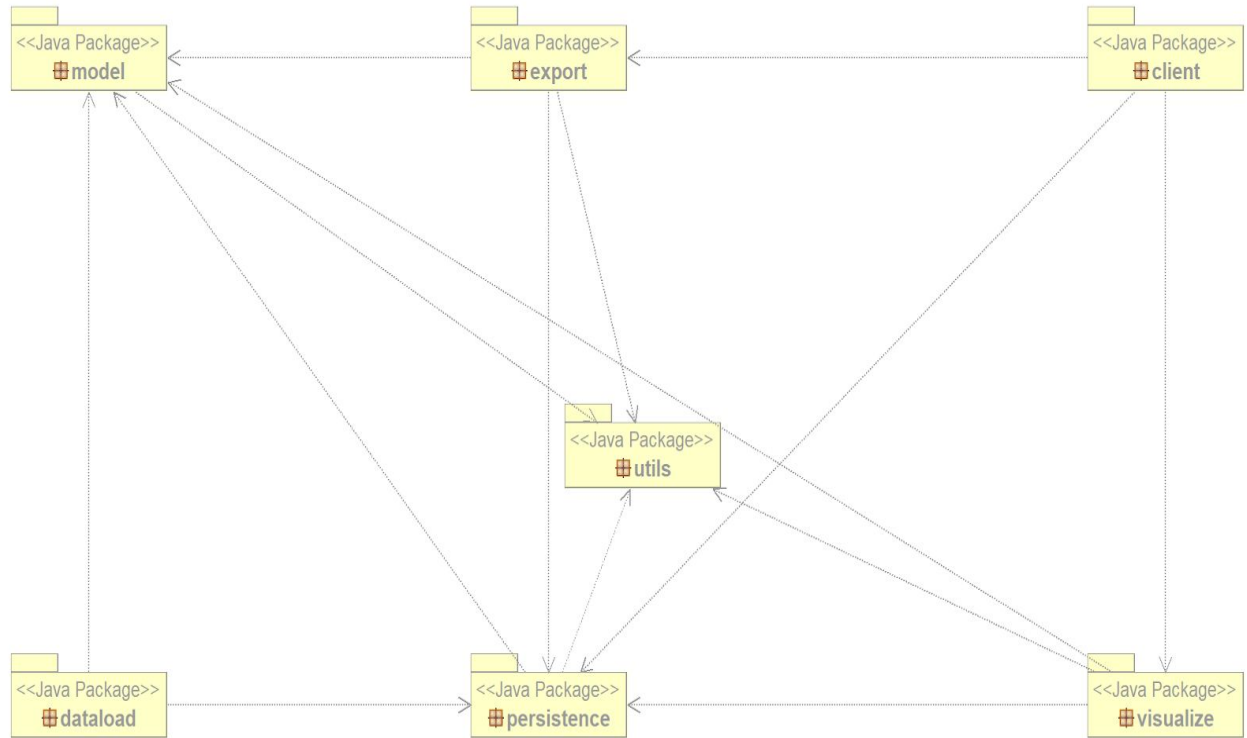 <<Java Package>>
model
<<Java Package>>
export
<<Java Package>>
client
<<Java Package>>
utils
<<Java Package>>
dataload
<<Java Package>>
persistence
<<Java Package>>
visualize